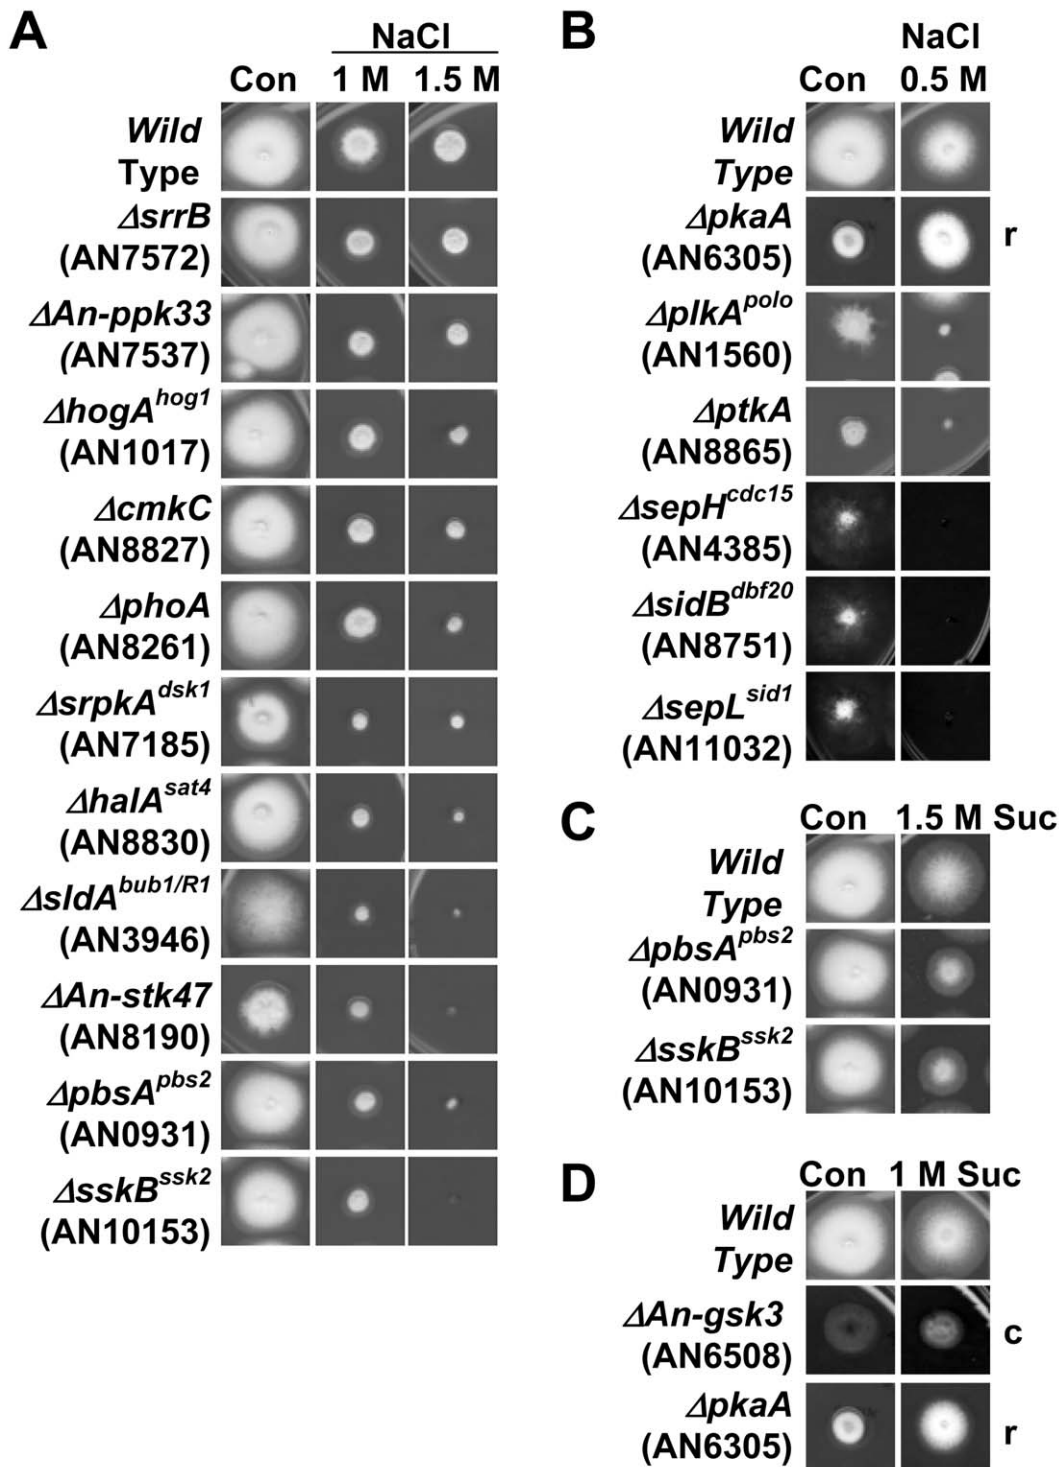 A
NaCl
Con 1 M 1.5 M
Wild
Type
ΔsrrB
(AN7572)
ΔAn-ppk33
(AN7537)
ΔhogA^hog1
(AN1017)
ΔcmkC
(AN8827)
ΔphoA
(AN8261)
ΔsrpkA^dsk1
(AN7185)
ΔhalA^sat4
(AN8830)
ΔsldA^bub1/R1
(AN3946)
ΔAn-stk47
(AN8190)
ΔpbsA^pbs2
(AN0931)
ΔsskB^ssk2
(AN10153)
B
NaCl
Con 0.5 M
Wild
Type
ΔpkaA
(AN6305)
r
ΔplkA^polo
(AN1560)
ΔptkA
(AN8865)
ΔsepH^cdc15
(AN4385)
ΔsidB^dbf20
(AN8751)
ΔsepL^sid1
(AN11032)
C
Con 1.5 M Suc
Wild
Type
ΔpbsA^pbs2
(AN0931)
ΔsskB^ssk2
(AN10153)
D
Con 1 M Suc
Wild
Type
ΔAn-gsk3
(AN6508)
c
ΔpkaA
(AN6305)
r